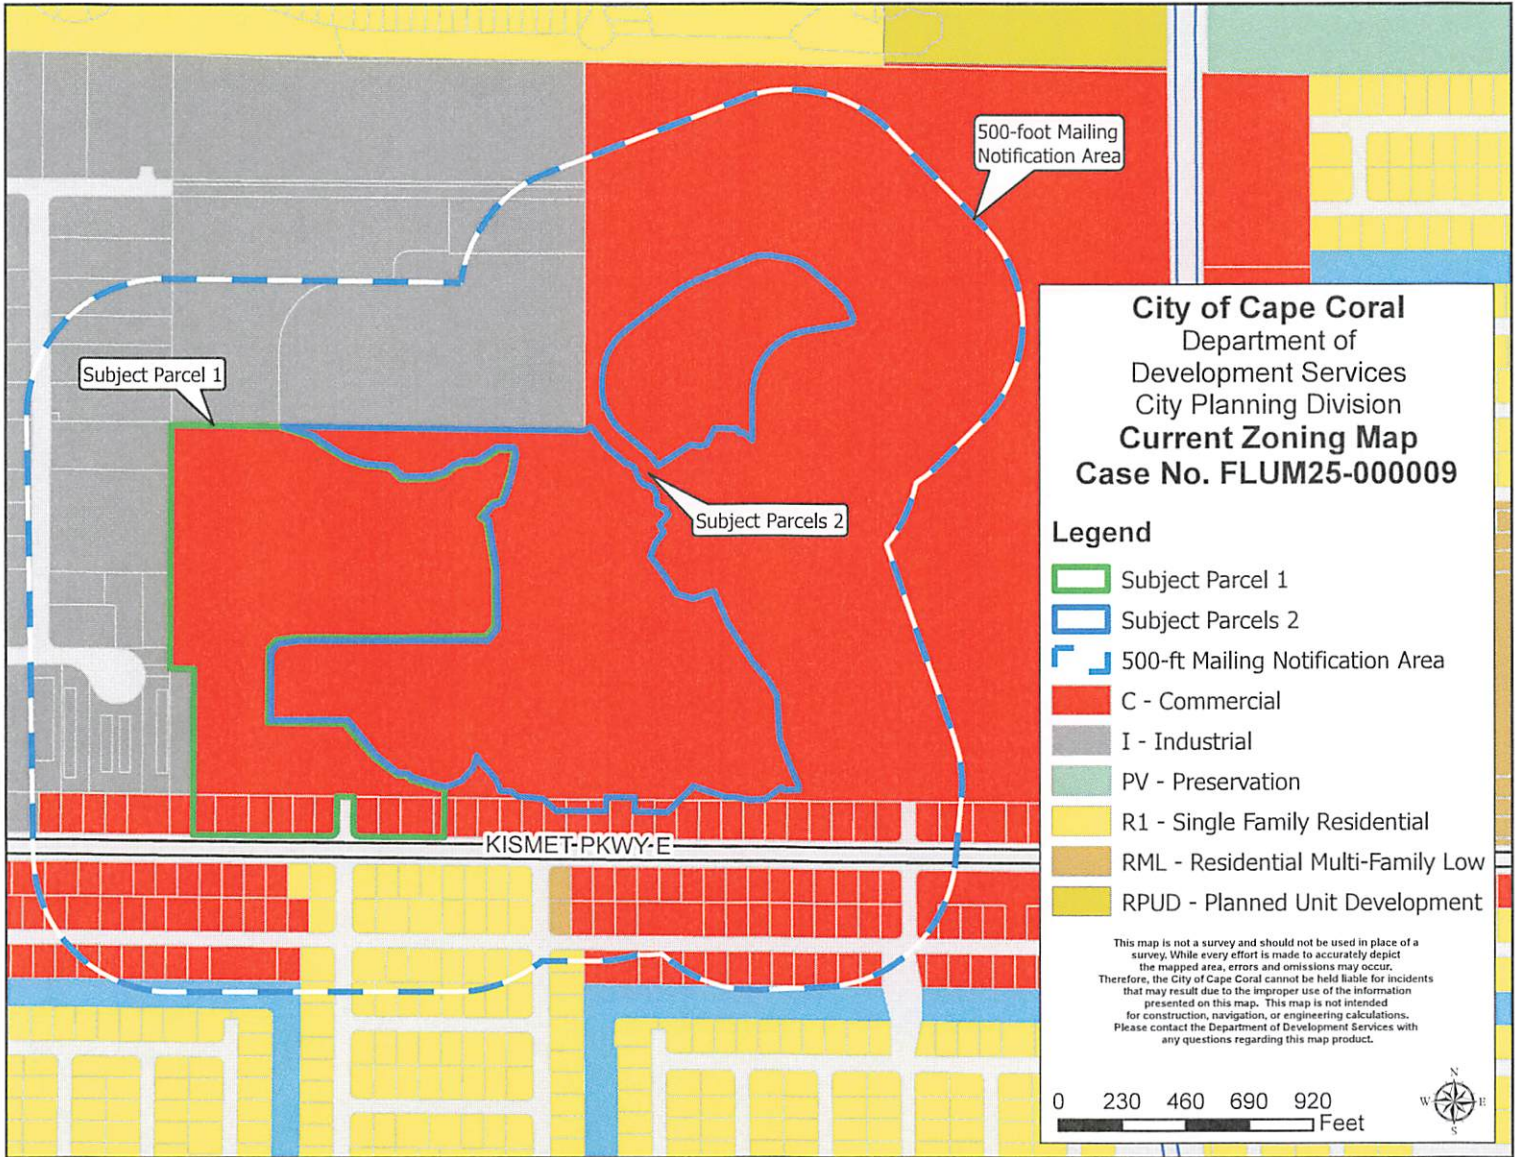 500-foot Mailing
Notification Area
Subject Parcel 1
Subject Parcels 2
KISMET-PKWY-E
City of Cape Coral
Department of
Development Services
City Planning Division
Current Zoning Map
Case No. FLUM25-000009
Legend
Subject Parcel 1
Subject Parcels 2
500-ft Mailing Notification Area
C - Commercial
I - Industrial
PV - Preservation
R1 - Single Family Residential
RML - Residential Multi-Family Low
RPUD - Planned Unit Development
This map is not a survey and should not be used in place of a
survey. While every effort is made to accurately depict
the mapped area, errors and omissions may occur.
Therefore, the City of Cape Coral cannot be held liable for incidents
that may result due to the improper use of the information
presented on this map. This map is not intended
for construction, navigation, or engineering calculations.
Please contact the Department of Development Services with
any questions regarding this map product.
0 230 460 690 920
Feet
N
W E
S